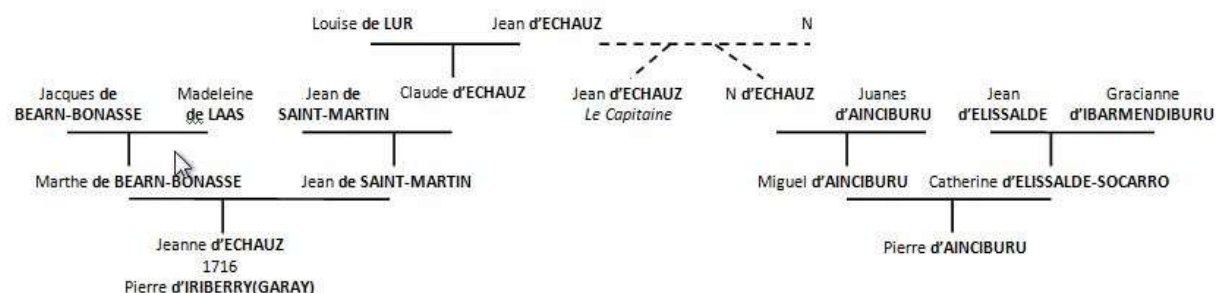 Louise de LUR Jean d'ECHAUZ N
Jacques de Madeleine Jean de Claude d'ECHAUZ Jean d'ECHAUZ N d'ECHAUZ Juanes Jean Gracianne
BEARN-BONASSE de LAAS SAINT-MARTIN Le Capitaine d'AINCIBURU d'ELISSALDE d'IBARMENDIBURU
Marthe de BEARN-BONASSE Jean de SAINT-MARTIN Miguel d'AINCIBURU Catherine d'ELISSALDE-SOCARRO
Jeanne d'ECHAUZ Pierre d'AINCIBURU
1716
Pierre d'IRIBERRY(GARAY)